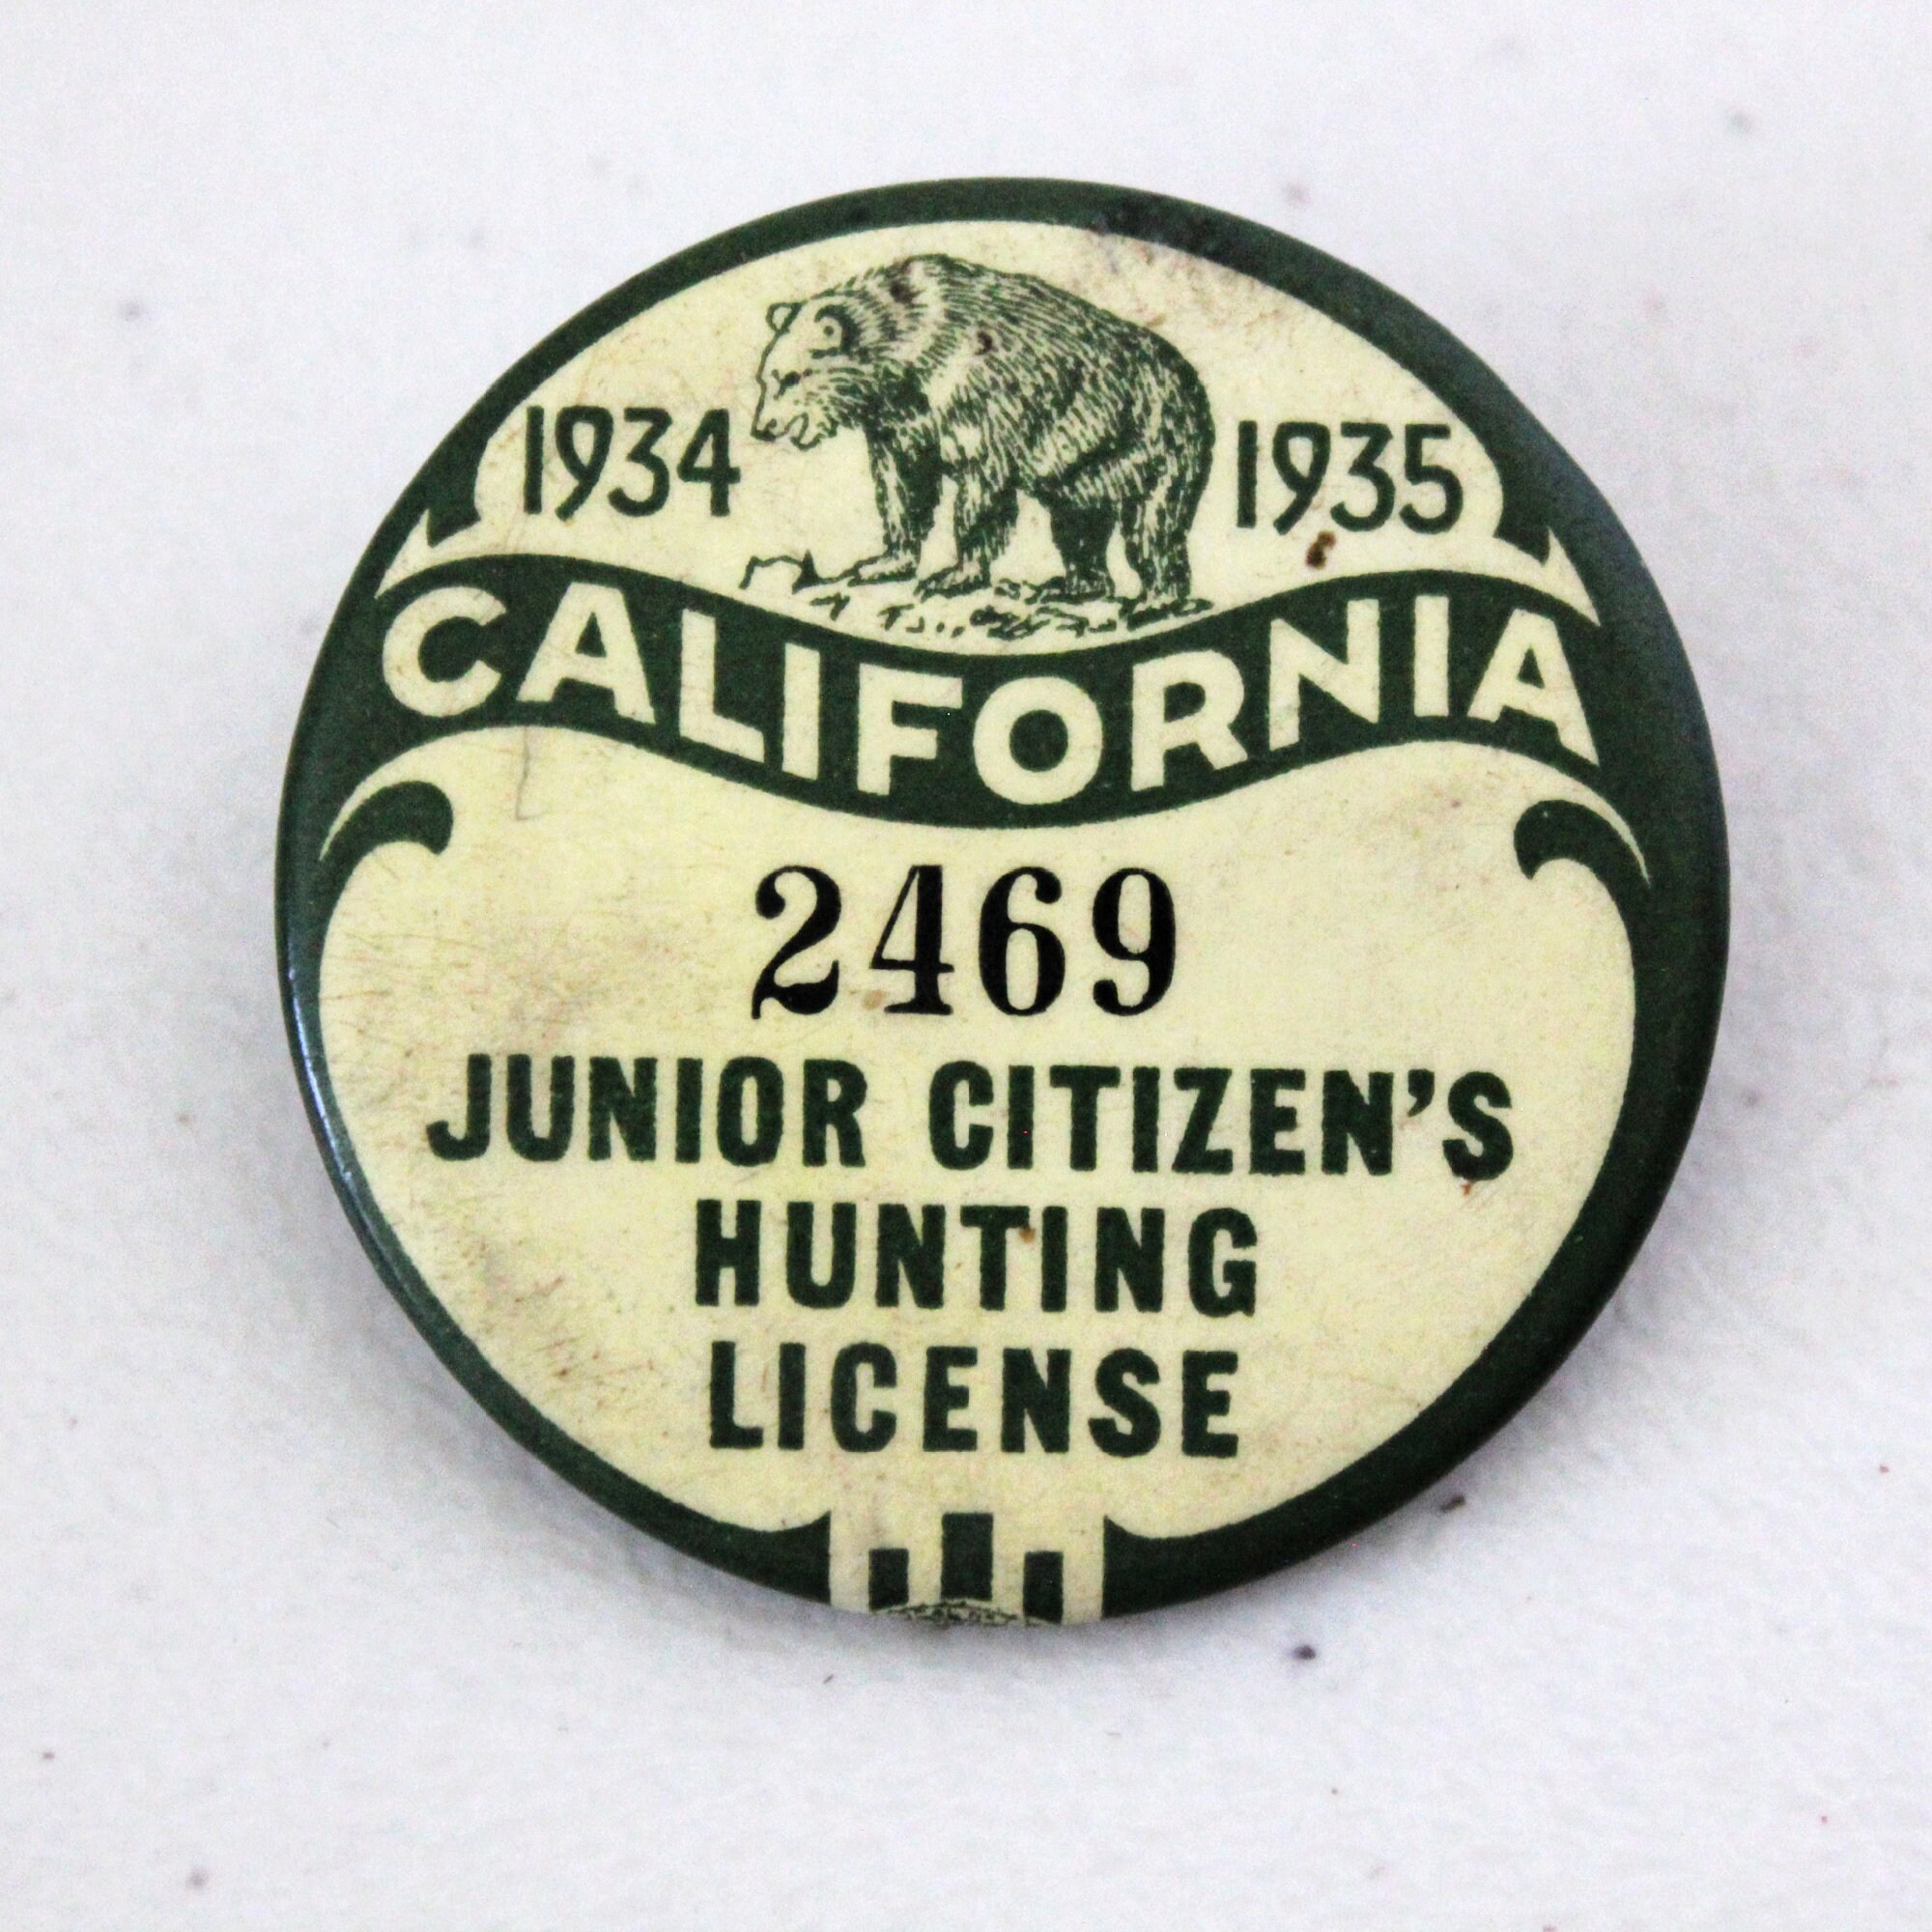 1934 1935
CALIFORNIA
2469
JUNIOR CITIZEN'S
HUNTING
LICENSE